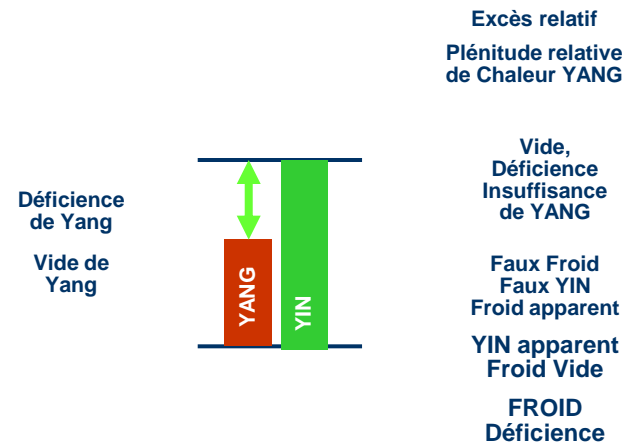 Excès relatif
Plénitude relative
de Chaleur YANG
Vide,
Déficience
Insuffisance
de YANG
Déficience
de Yang
Vide de
Yang
YANG
YIN
Faux Froid
Faux YIN
Froid apparent
YIN apparent
Froid Vide
FROID
Déficience